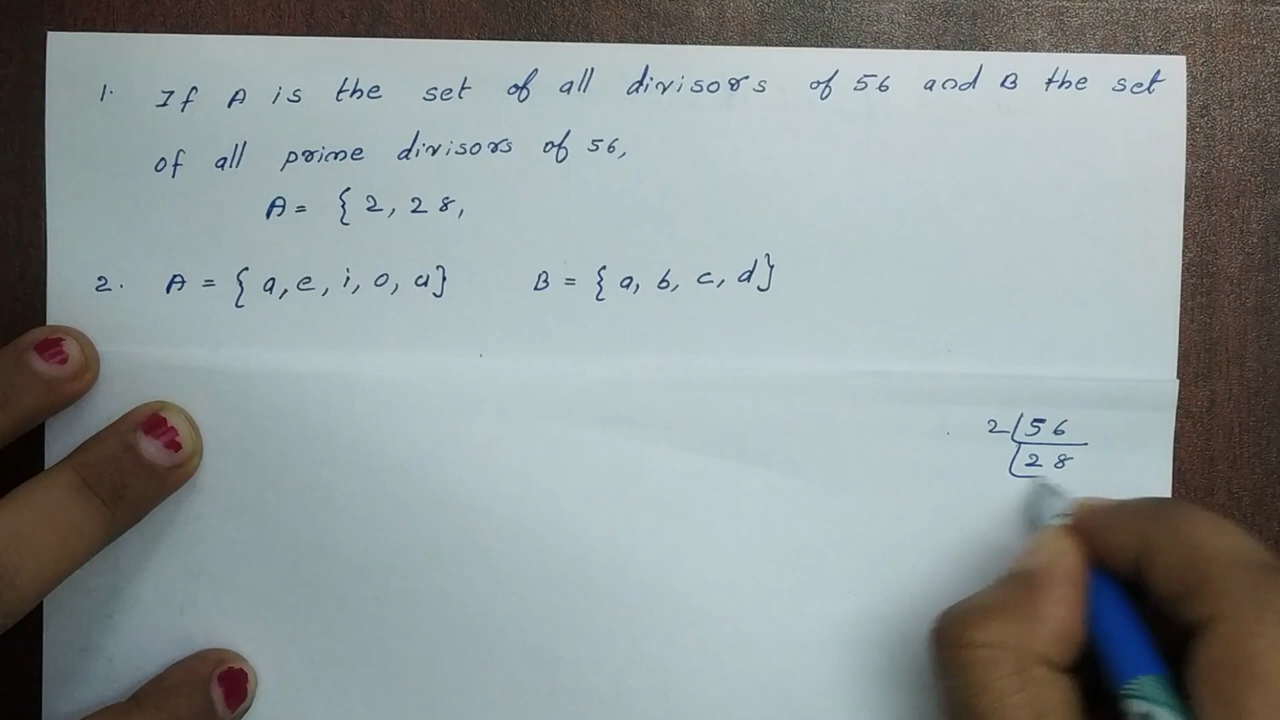 1. If A is the set of all divisors of 56 and B the set
of all prime divisors of 56,
A = { 2, 28,
2. A = { a, e, i, o, u} B = { a, b, c, d}
2 56
28